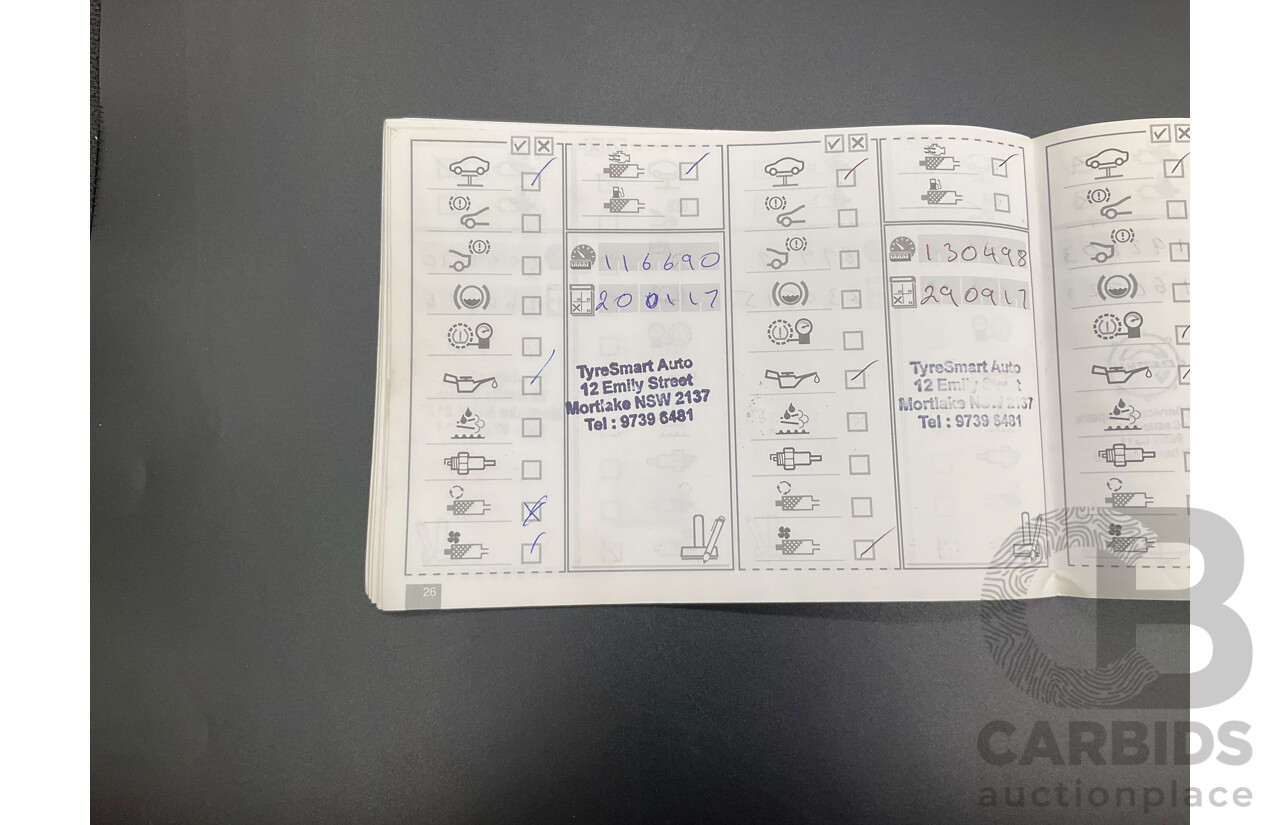 116690
200117
TyreSmart Auto
12 Emily Street
Mortlake NSW 2137
Tel : 9739 6481
130498
290917
TyreSmart Auto
12 Emily St t
Mortlake NSW 2137
Tel : 9739 6481
26
CARBIDS
auctionplace